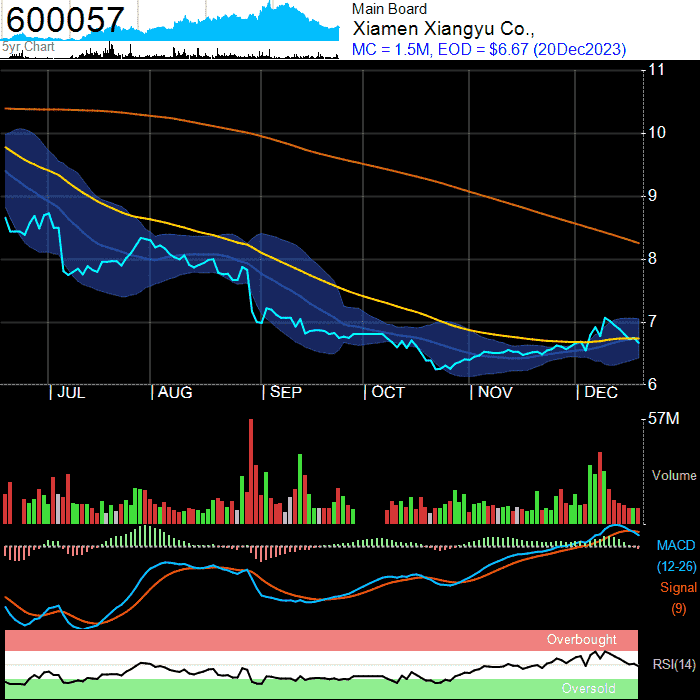 600057
5yr Chart
Main Board
Xiamen Xiangyu Co.,
MC = 1.5M, EOD = $6.67 (20Dec2023)
11
10
9
8
7
6
JUL
AUG
SEP
OCT
NOV
DEC
57M
Volume
MACD
(12-26)
Signal
(9)
Overbought
RSI(14)
Oversold